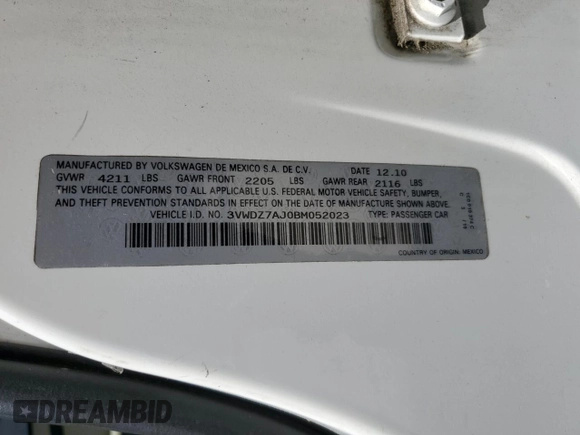 MANUFACTURED BY VOLKSWAGEN DE MEXICO S.A. DE C.V. DATE 12.10
GVWR 4211 LBS GAWR FRONT 2205 LBS GAWR REAR 2116 LBS
THIS VEHICLE CONFORMS TO ALL APPLICABLE U.S. FEDERAL MOTOR VEHICLE SAFETY, BUMPER,
AND THEFT PREVENTION STANDARDS IN EFFECT ON THE DATE OF MANUFACTURE SHOWN ABOVE.
VEHICLE I.D. NO. 3VWDZ7AJ0BM052023 TYPE: PASSENGER CAR
COUNTRY OF ORIGIN: MEXICO
DREAMBID